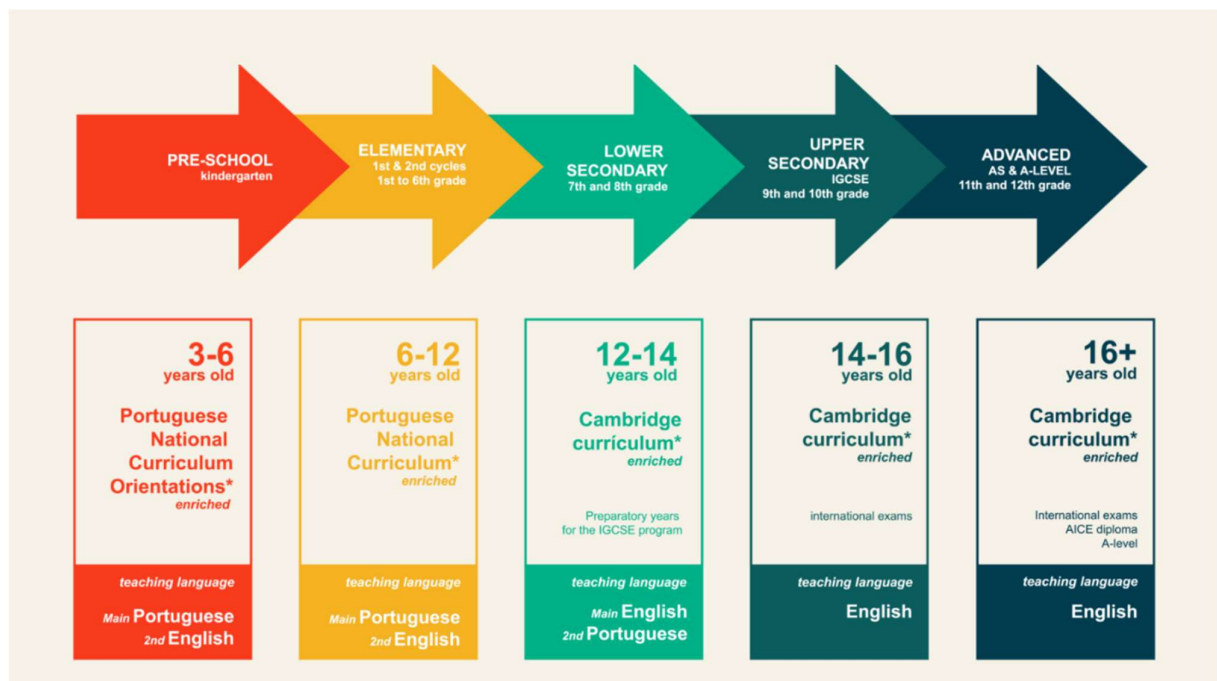 PRE-SCHOOL
kindergarten
ELEMENTARY
1st & 2nd cycles
1st to 6th grade
LOWER
SECONDARY
7th and 8th grade
UPPER
SECONDARY
IGCSE
9th and 10th grade
ADVANCED
AS & A-LEVEL
11th and 12th grade
3-6
years old
Portuguese
National
Curriculum
Orientations*
enriched
teaching language
Main Portuguese
2nd English
6-12
years old
Portuguese
National
Curriculum*
enriched
teaching language
Main Portuguese
2nd English
12-14
years old
Cambridge
currículum*
enriched
Preparatory years
for the IGCSE program
teaching language
Main English
2nd Portuguese
14-16
years old
Cambridge
curriculum*
enriched
international exams
teaching language
English
16+
years old
Cambridge
curriculum*
enriched
International exams
AICE diploma
A-level
teaching language
English